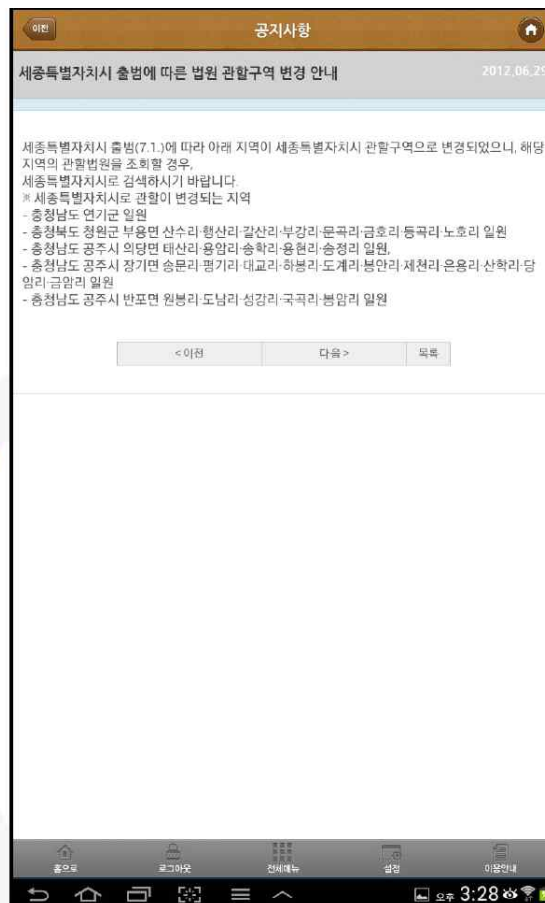 이전
공지사항
세종특별자치시 출범에 따른 법원 관할구역 변경 안내
2012.06.29
세종특별자치시 출범(7.1.)에 따라 아래 지역이 세종특별자치시 관할구역으로 변경되었으니, 해당
지역의 관할법원을 조회할 경우,
세종특별자치시로 검색하시기 바랍니다.
※ 세종특별자치시로 관할이 변경되는 지역
- 충청남도 연기군 일원
- 충청북도 청원군 부용면 산수리·행산리·갈산리·부강리·문곡리·금호리·등곡리·노호리 일원
- 충청남도 공주시 의당면 태산리·용암리·송학리·용현리·송정리 일원,
- 충청남도 공주시 장기면 송문리·평기리·대교리·하봉리·도계리·봉안리·제천리·은용리·산학리·당
암리·금암리 일원
- 충청남도 공주시 반포면 원봉리·도남리·성강리·국곡리·봉암리 일원
< 이전
다음 >
목록
홈으로
로그아웃
전체메뉴
설정
이용안내
오후 3:28